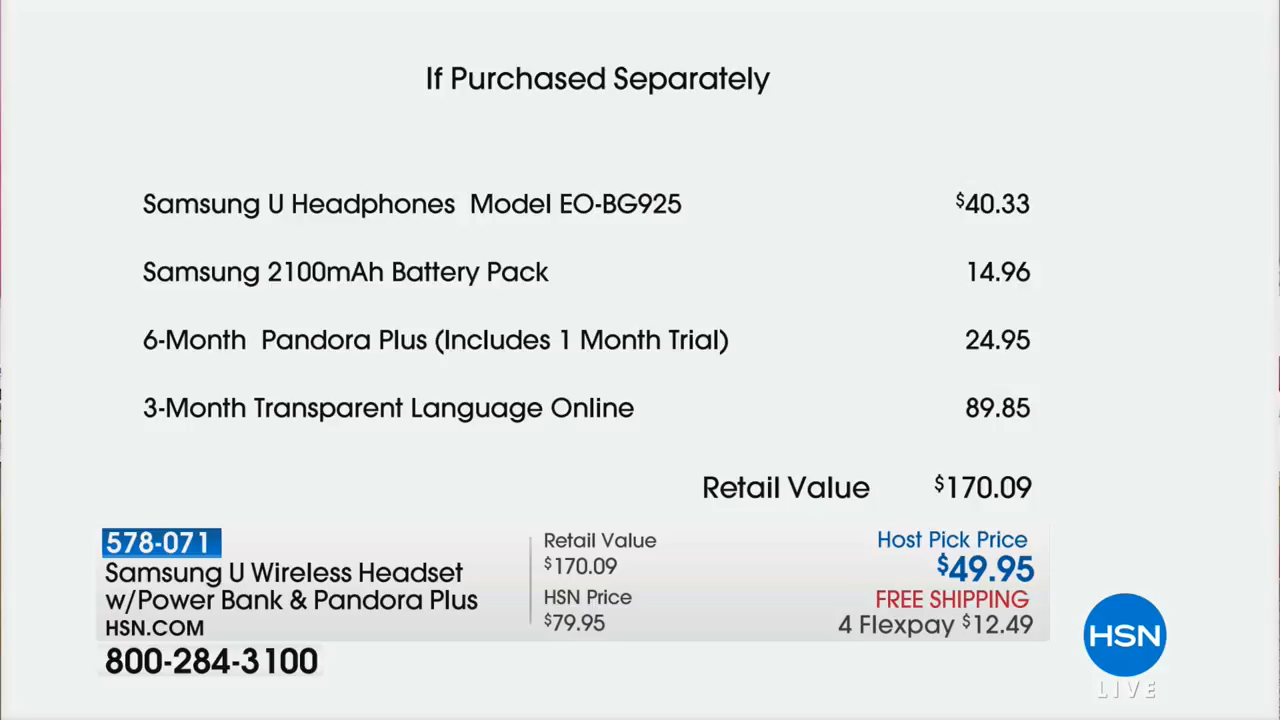 If Purchased Separately
Samsung U Headphones Model EO-BG925 $40.33
Samsung 2100mAh Battery Pack 14.96
6-Month Pandora Plus (Includes 1 Month Trial) 24.95
3-Month Transparent Language Online 89.85
Retail Value $170.09
578-071
Samsung U Wireless Headset
w/Power Bank & Pandora Plus
HSN.COM
800-284-3100
Retail Value
$170.09
HSN Price
$79.95
Host Pick Price
$49.95
FREE SHIPPING
4 Flexpay $12.49
HSN
LIVE